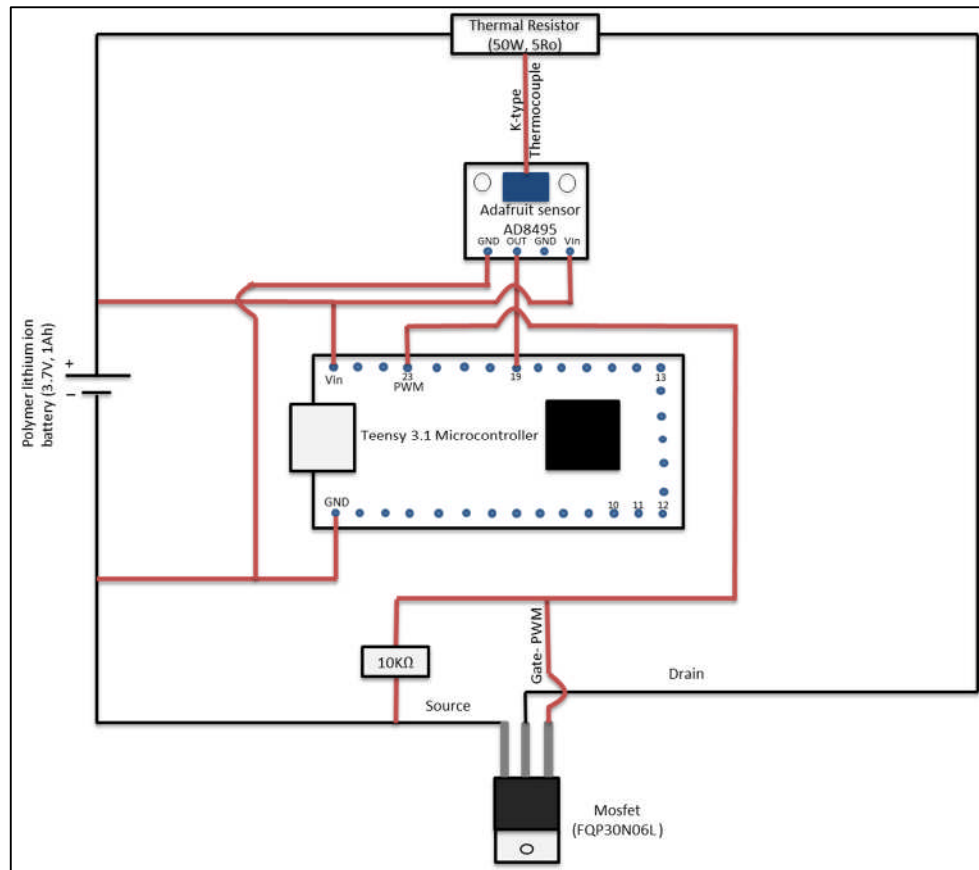 Thermal Resistor
(50W, 5Ro)
K-type
Thermocouple
Adafruit sensor
AD8495
GND OUT GND Vin
Polymer lithium ion
battery (3.7V, 1Ah)
+
−
Vin 23 19 13
PWM
Teensy 3.1 Microcontroller
GND 10 11 12
10KΩ
Gate- PWM
Source
Drain
Mosfet
(FQP30N06L)